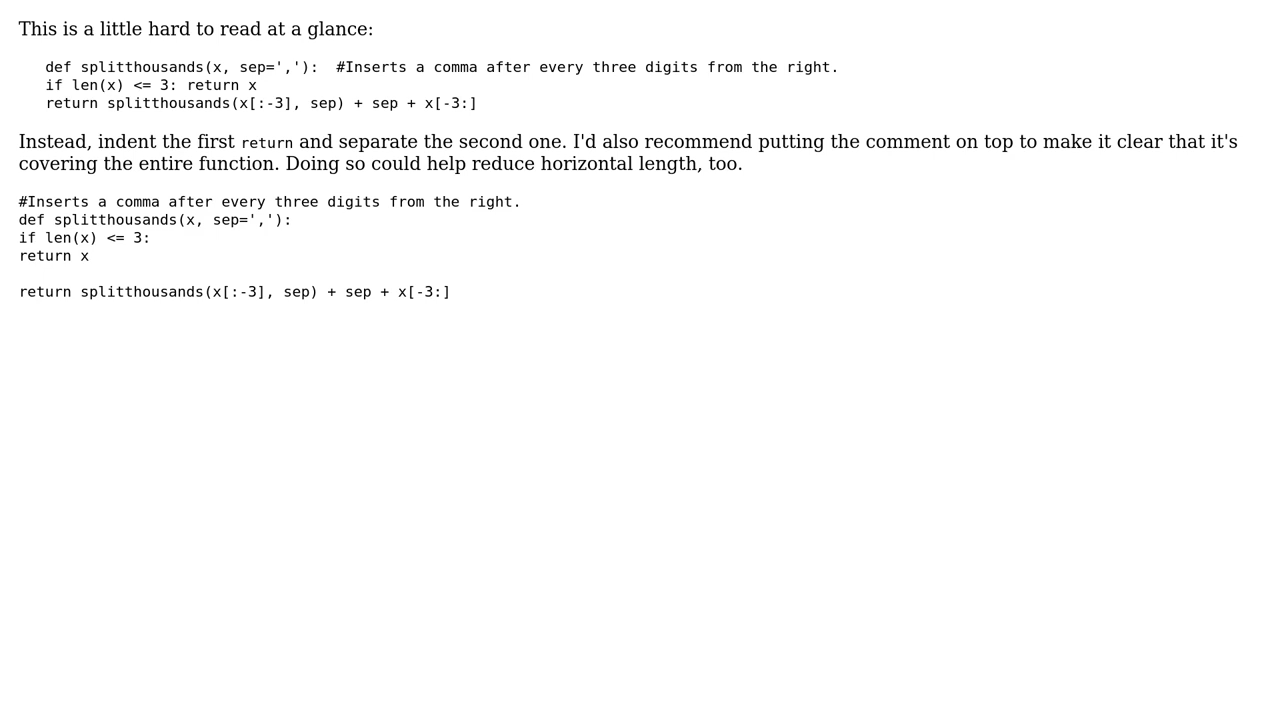 This is a little hard to read at a glance:
def splitthousands(x, sep=','):  #Inserts a comma after every three digits from the right.
if len(x) <= 3: return x
return splitthousands(x[:-3], sep) + sep + x[-3:]
Instead, indent the first return and separate the second one. I'd also recommend putting the comment on top to make it clear that it's
covering the entire function. Doing so could help reduce horizontal length, too.
#Inserts a comma after every three digits from the right.
def splitthousands(x, sep=','):
if len(x) <= 3:
return x
return splitthousands(x[:-3], sep) + sep + x[-3:]